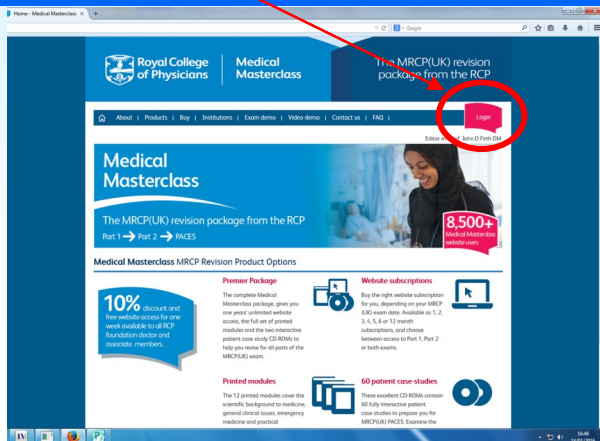 Home - Medical Masterclass
Google
Royal College of Physicians
Medical Masterclass
The MRCP(UK) revision package from the RCP
About | Products | Buy | Institutions | Exam demo | Video demo | Contact us | FAQ |
Login
John D Firth DM
Medical
Masterclass
The MRCP(UK) revision package from the RCP
Part 1 → Part 2 → PACES
8,500+
Medical Masterclass
website users
Medical Masterclass MRCP Revision Product Options
10% discount and
free website access for one
week available to all RCP
foundation doctor and
associate members.
Premier Package
The complete Medical
Masterclass package, gives you
one years' unlimited website
access, the full set of printed
modules and the two interactive
patient case study CD-ROMs to
help you revise for all parts of the
MRCP(UK) exam.
Website subscriptions
Buy the right website subscription
for you, depending on your MRCP
(UK) exam date. Available as 1, 2,
3, 4, 5, 6 or 12 month
subscriptions, and choose
between access to Part 1, Part 2
or both exams.
Printed modules
The 12 printed modules cover the
scientific background to medicine,
general clinical issues, emergency
medicine and practical
60 patient case-studies
These excellent CD-ROMs contain
60 fully interactive patient
case-studies to prepare you for
MRCP(UK) PACES. Examine the
16:48